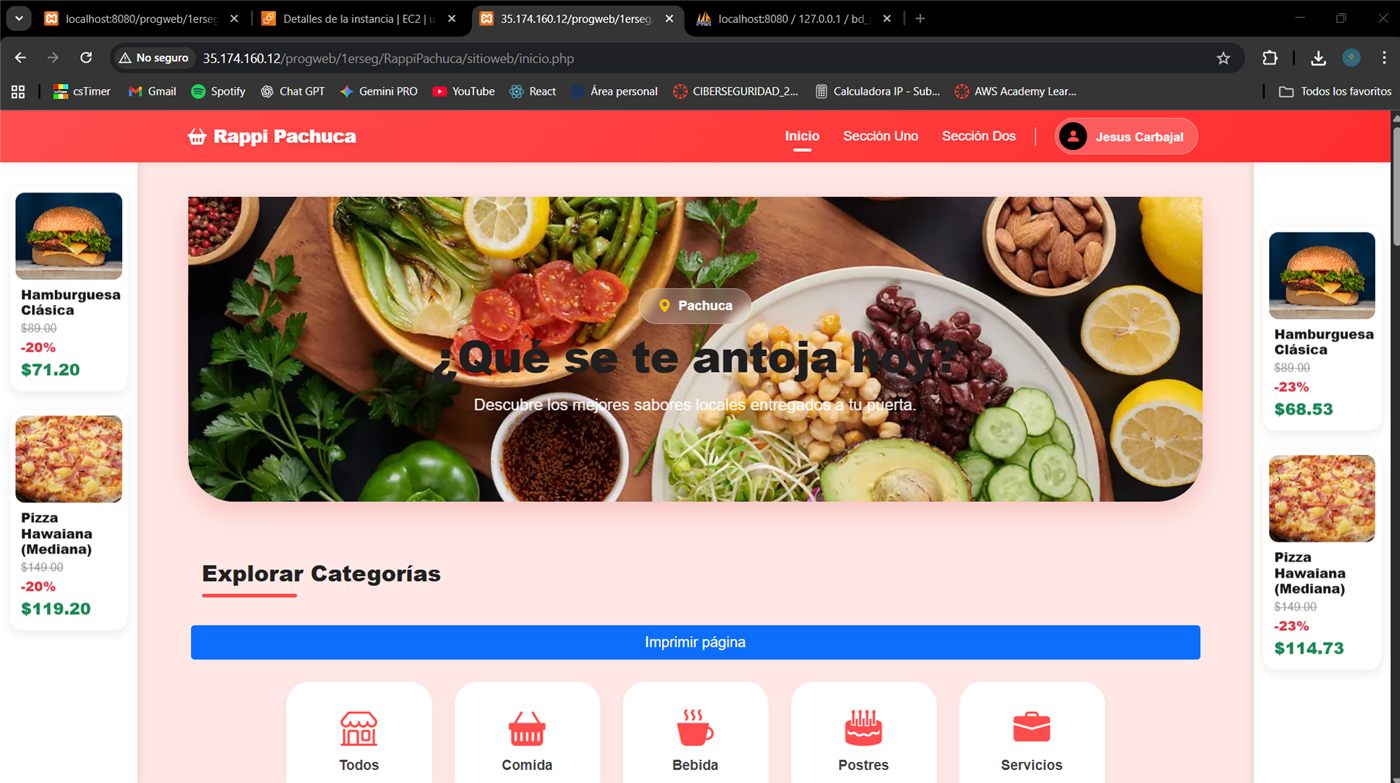 localhost:8080/progweb/1erseg
Detalles de la instancia | EC2 | u
35.174.160.12/progweb/1erseg
localhost:8080 / 127.0.0.1 / bd_
No seguro
35.174.160.12/progweb/1erseg/RappiPachuca/sitioweb/inicio.php
csTimer
Gmail
Spotify
Chat GPT
Gemini PRO
YouTube
React
Área personal
CIBERSEGURIDAD_2...
Calculadora IP - Sub...
AWS Academy Lear...
Todos los favoritos
Rappi Pachuca
Inicio
Sección Uno
Sección Dos
Jesus Carbajal
Hamburguesa
Clásica
$89.00
-20%
$71.20
Pizza
Hawaiana
(Mediana)
$149.00
-20%
$119.20
Pachuca
¿Qué se te antoja hoy?
Descubre los mejores sabores locales entregados a tu puerta.
Explorar Categorías
Imprimir página
Todos
Comida
Bebida
Postres
Servicios
Hamburguesa
Clásica
$89.00
-23%
$68.53
Pizza
Hawaiana
(Mediana)
$149.00
-23%
$114.73